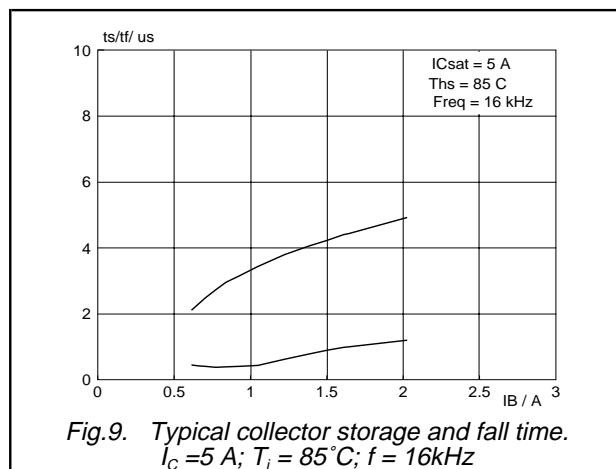 ts/tf/ us
10
8
6
4
2
0
ICsat = 5 A
Ths = 85 C
Freq = 16 kHz
0 0.5 1 1.5 2 2.5 3
IB / A
Fig.9. Typical collector storage and fall time.
IC =5 A; Tj = 85˚C; f = 16kHz